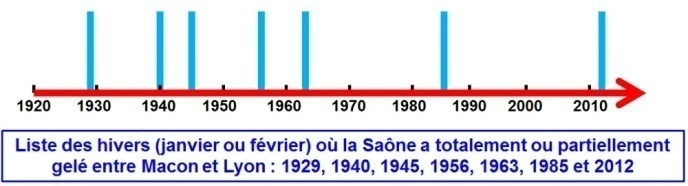 1920 1930 1940 1950 1960 1970 1980 1990 2000 2010
Liste des hivers (janvier ou février) où la Saône a totalement ou partiellement
gelé entre Macon et Lyon : 1929, 1940, 1945, 1956, 1963, 1985 et 2012